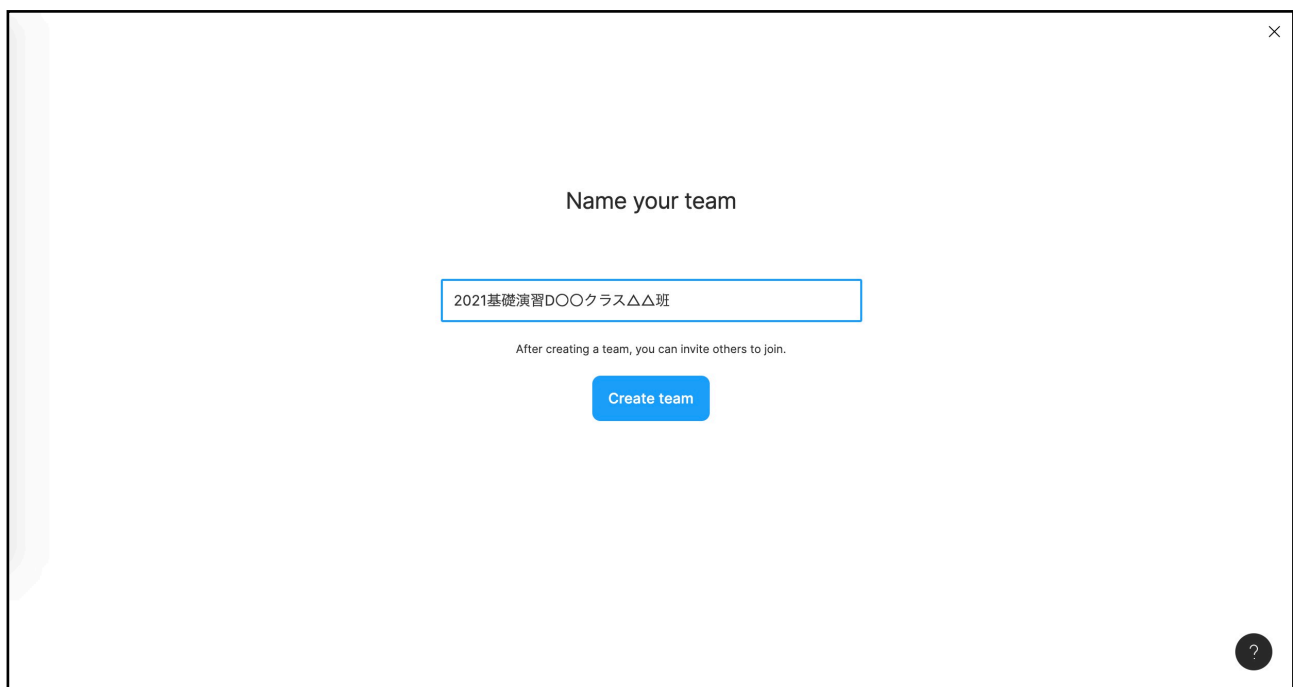 Name your team
2021基礎演習D〇〇クラス△△班
After creating a team, you can invite others to join.
Create team
?